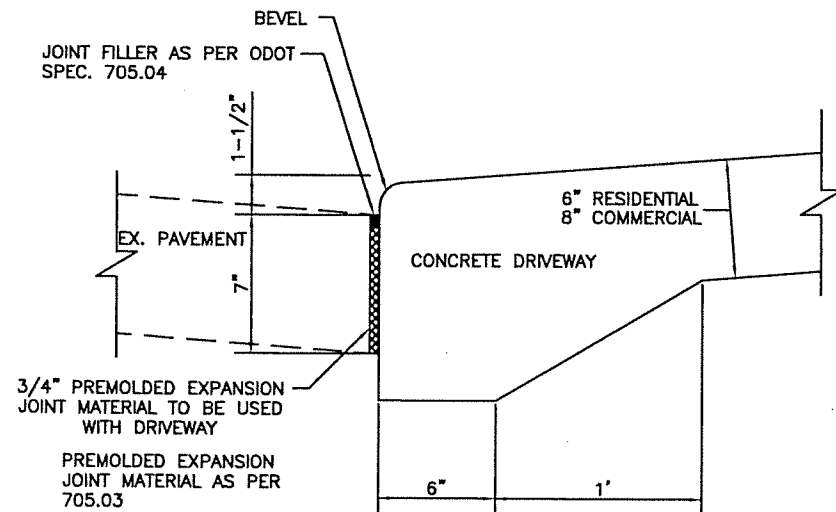 BEVEL
JOINT FILLER AS PER ODOT
SPEC. 705.04
1-1/2"
6" RESIDENTIAL
8" COMMERCIAL
EX. PAVEMENT
CONCRETE DRIVEWAY
7"
3/4" PREMOLDED EXPANSION
JOINT MATERIAL TO BE USED
WITH DRIVEWAY
PREMOLDED EXPANSION
JOINT MATERIAL AS PER
705.03
6"
1'